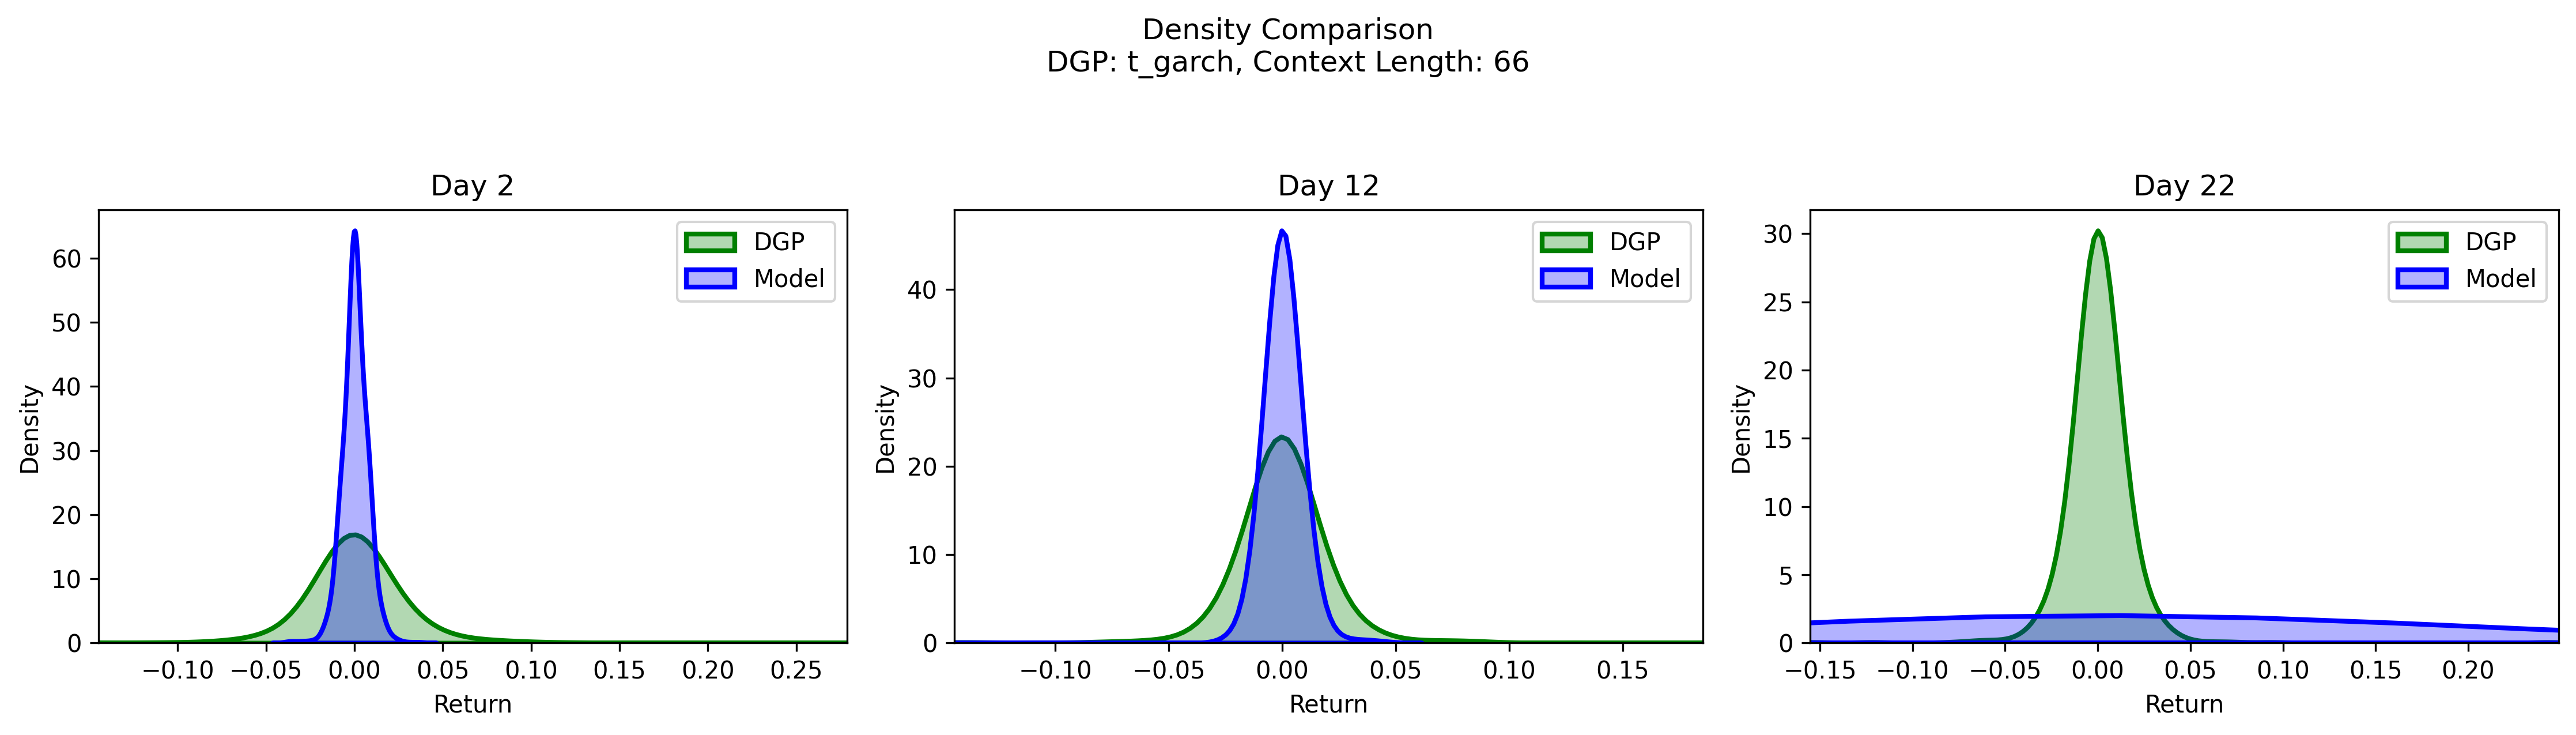 Density Comparison
DGP: t_garch, Context Length: 66
Day 2
DGP
Model
Density
60
50
40
30
20
10
0
−0.10 −0.05 0.00 0.05 0.10 0.15 0.20 0.25
Return
Day 12
DGP
Model
Density
40
30
20
10
0
−0.10 −0.05 0.00 0.05 0.10 0.15
Return
Day 22
DGP
Model
Density
30
25
20
15
10
5
0
−0.15 −0.10 −0.05 0.00 0.05 0.10 0.15 0.20
Return